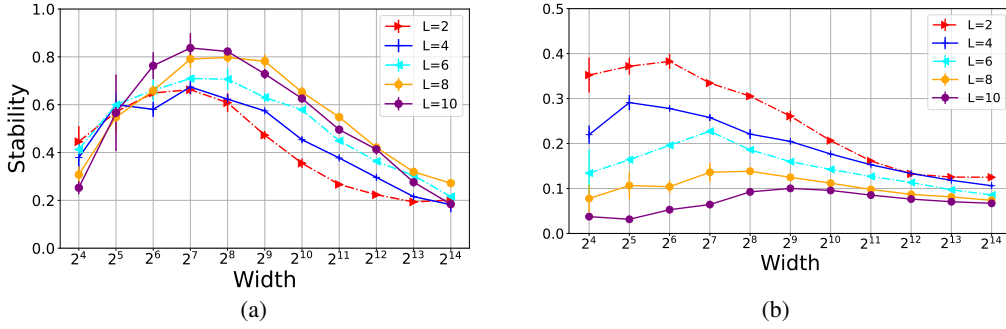 1.0
0.8
0.6
0.4
0.2
0.0
Stability
2^4 2^5 2^6 2^7 2^8 2^9 2^10 2^11 2^12 2^13 2^14
Width
L=2
L=4
L=6
L=8
L=10
(a)
0.5
0.4
0.3
0.2
0.1
0.0
2^4 2^5 2^6 2^7 2^8 2^9 2^10 2^11 2^12 2^13 2^14
Width
L=2
L=4
L=6
L=8
L=10
(b)